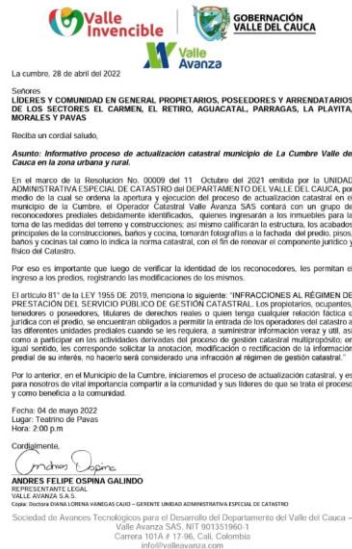 Valle
Invencible
GOBERNACIÓN
VALLE DEL CAUCA
Valle
Avanza
La cumbre, 28 de abril del 2022
Señores
LÍDERES Y COMUNIDAD EN GENERAL PROPIETARIOS, POSEEDORES Y ARRENDATARIOS
DE LOS SECTORES EL CARMEN, EL RETIRO, AGUACATAL, PARRAGAS, LA PLAYITA,
MORALES Y PAVAS
Reciba un cordial saludo,
Asunto: Informativo proceso de actualización catastral municipio de La Cumbre Valle de
Cauca en la zona urbana y rural.
En el marco de la Resolución No. 00009 del 11 Octubre del 2021 emitida por la UNIDAD
ADMINISTRATIVA ESPECIAL DE CATASTRO del DEPARTAMENTO DEL VALLE DEL CAUCA, por
medio de la cual se ordena la apertura y ejecución del proceso de actualización catastral en el
municipio de la Cumbre, el Operador Catastral Valle Avanza SAS contará con un grupo de
reconocedores prediales debidamente identificados, quienes ingresarán a los inmuebles para la
toma de las medidas del terreno y construcciones; así mismo calificarán la estructura, los acabados
principales de la construcción, baños y cocina, tomarán fotografías a la fachada del predio, pisos,
baños y cocinas tal como lo indica la norma catastral, con el fin de renovar el componente jurídico y
físico del Catastro.
Por eso es importante que luego de verificar la identidad de los reconocedores, les permitan el
ingreso a los predios, registrando las modificaciones de los mismos.
El artículo 81° de la LEY 1955 DE 2019, menciona lo siguiente: "INFRACCIONES AL RÉGIMEN DE
PRESTACIÓN DEL SERVICIO PÚBLICO DE GESTIÓN CATASTRAL. Los propietarios, ocupantes,
tenedores o poseedores, titulares de derechos reales o quien tenga cualquier relación fáctica o
jurídica con el predio, se encuentran obligados a permitir la entrada de los operadores del catastro a
las diferentes unidades prediales cuando se les requiera, a suministrar información veraz y útil, así
como a participar en las actividades derivadas del proceso de gestión catastral multipropósito; en
igual sentido, les corresponde solicitar la anotación, modificación o rectificación de la información
predial de su interés, no hacerlo será considerado una infracción al régimen de gestión catastral."
Por lo anterior, en el Municipio de la Cumbre, iniciaremos el proceso de actualización catastral, y es
para nosotros de vital importancia compartir a la comunidad y sus líderes de que se trata el proceso
y como beneficia a la comunidad.
Fecha: 04 de mayo 2022
Lugar: Teatrino de Pavas
Hora: 2:00 p.m
Cordialmente,
Andres Ospina
ANDRES FELIPE OSPINA GALINDO
REPRESENTANTE LEGAL
VALLE AVANZA S.A.S.
Copia: Doctora DIANA LORENA VANEGAS CAJIO – GERENTE UNIDAD ADMINISTRATIVA ESPECIAL DE CATASTRO
Sociedad de Avances Tecnológicos para el Desarrollo del Departamento del Valle del Cauca –
Valle Avanza SAS. NIT 901351960-1
Carrera 101A # 17-96, Cali, Colombia
info@valleavanza.com